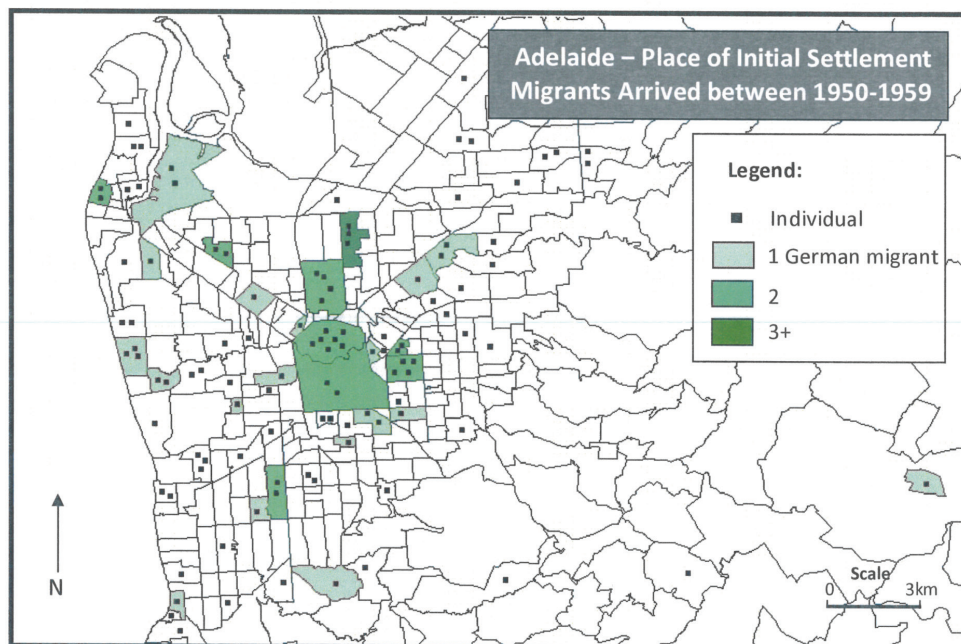 Adelaide – Place of Initial Settlement
Migrants Arrived between 1950-1959
Legend:
Individual
1 German migrant
2
3+
N
Scale
0 3km